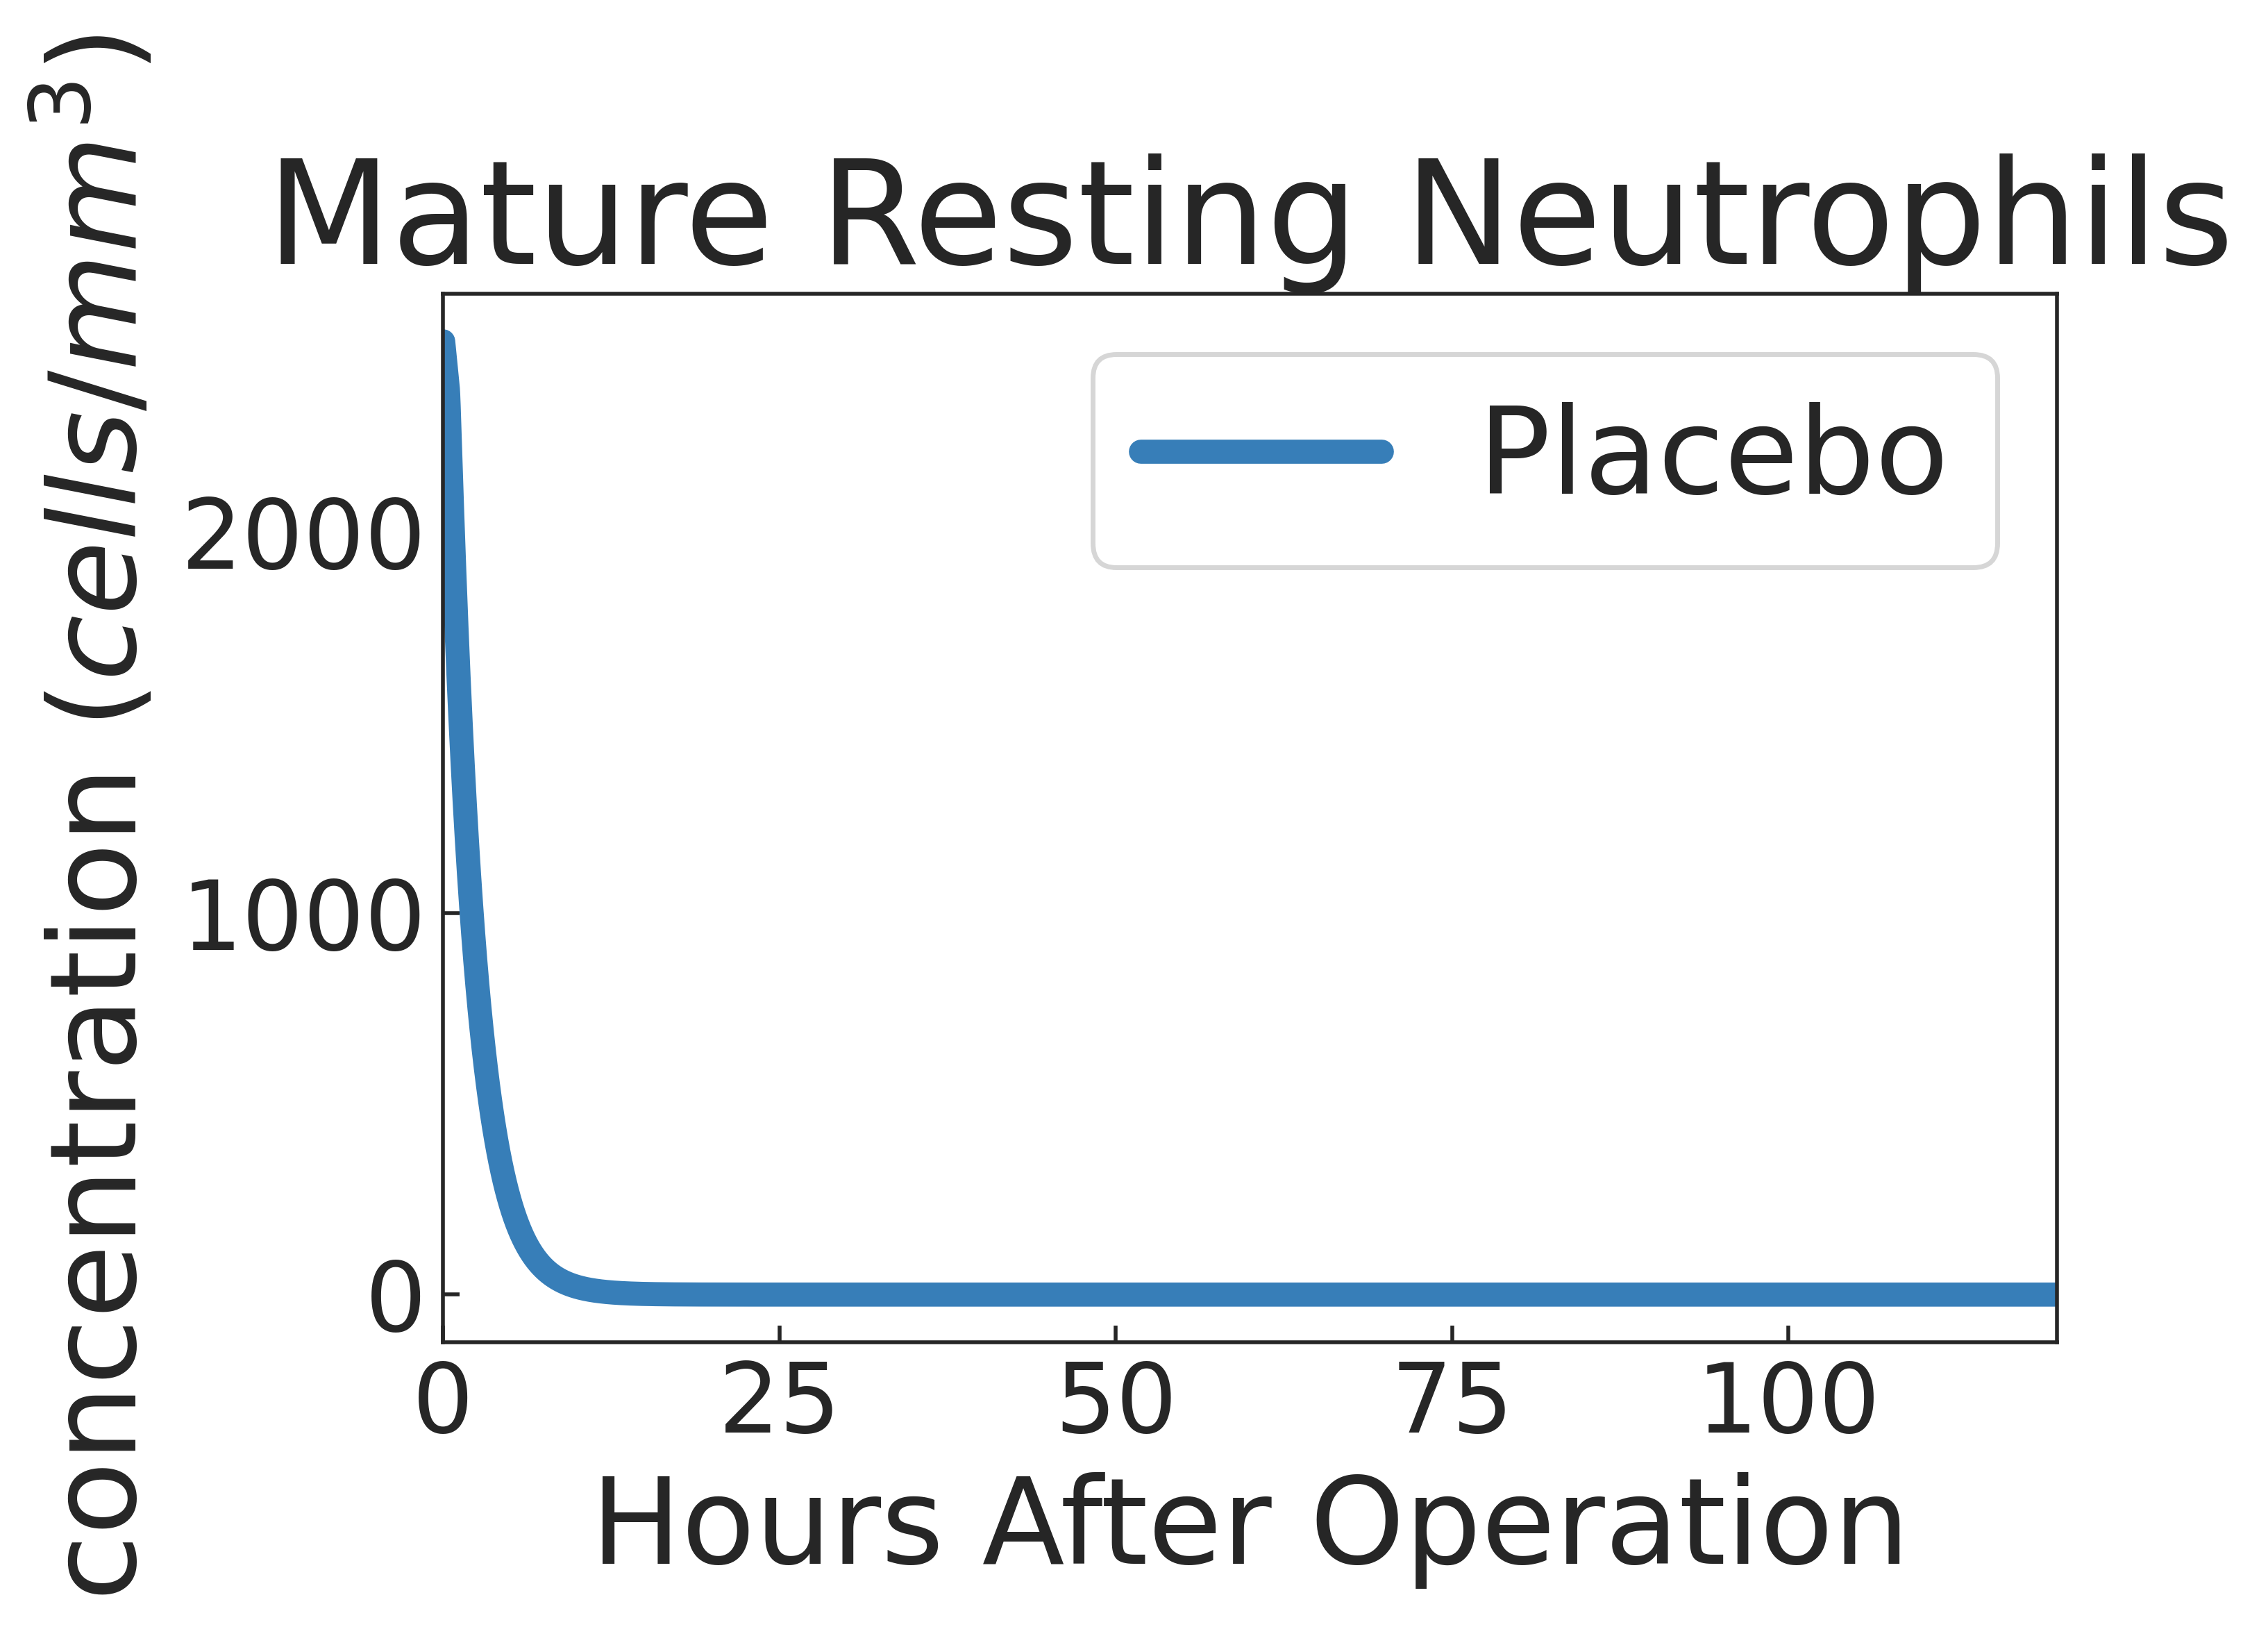 Mature Resting Neutrophils
concentration (cells/mm³)
Placebo
2000
1000
0
0 25 50 75 100
Hours After Operation